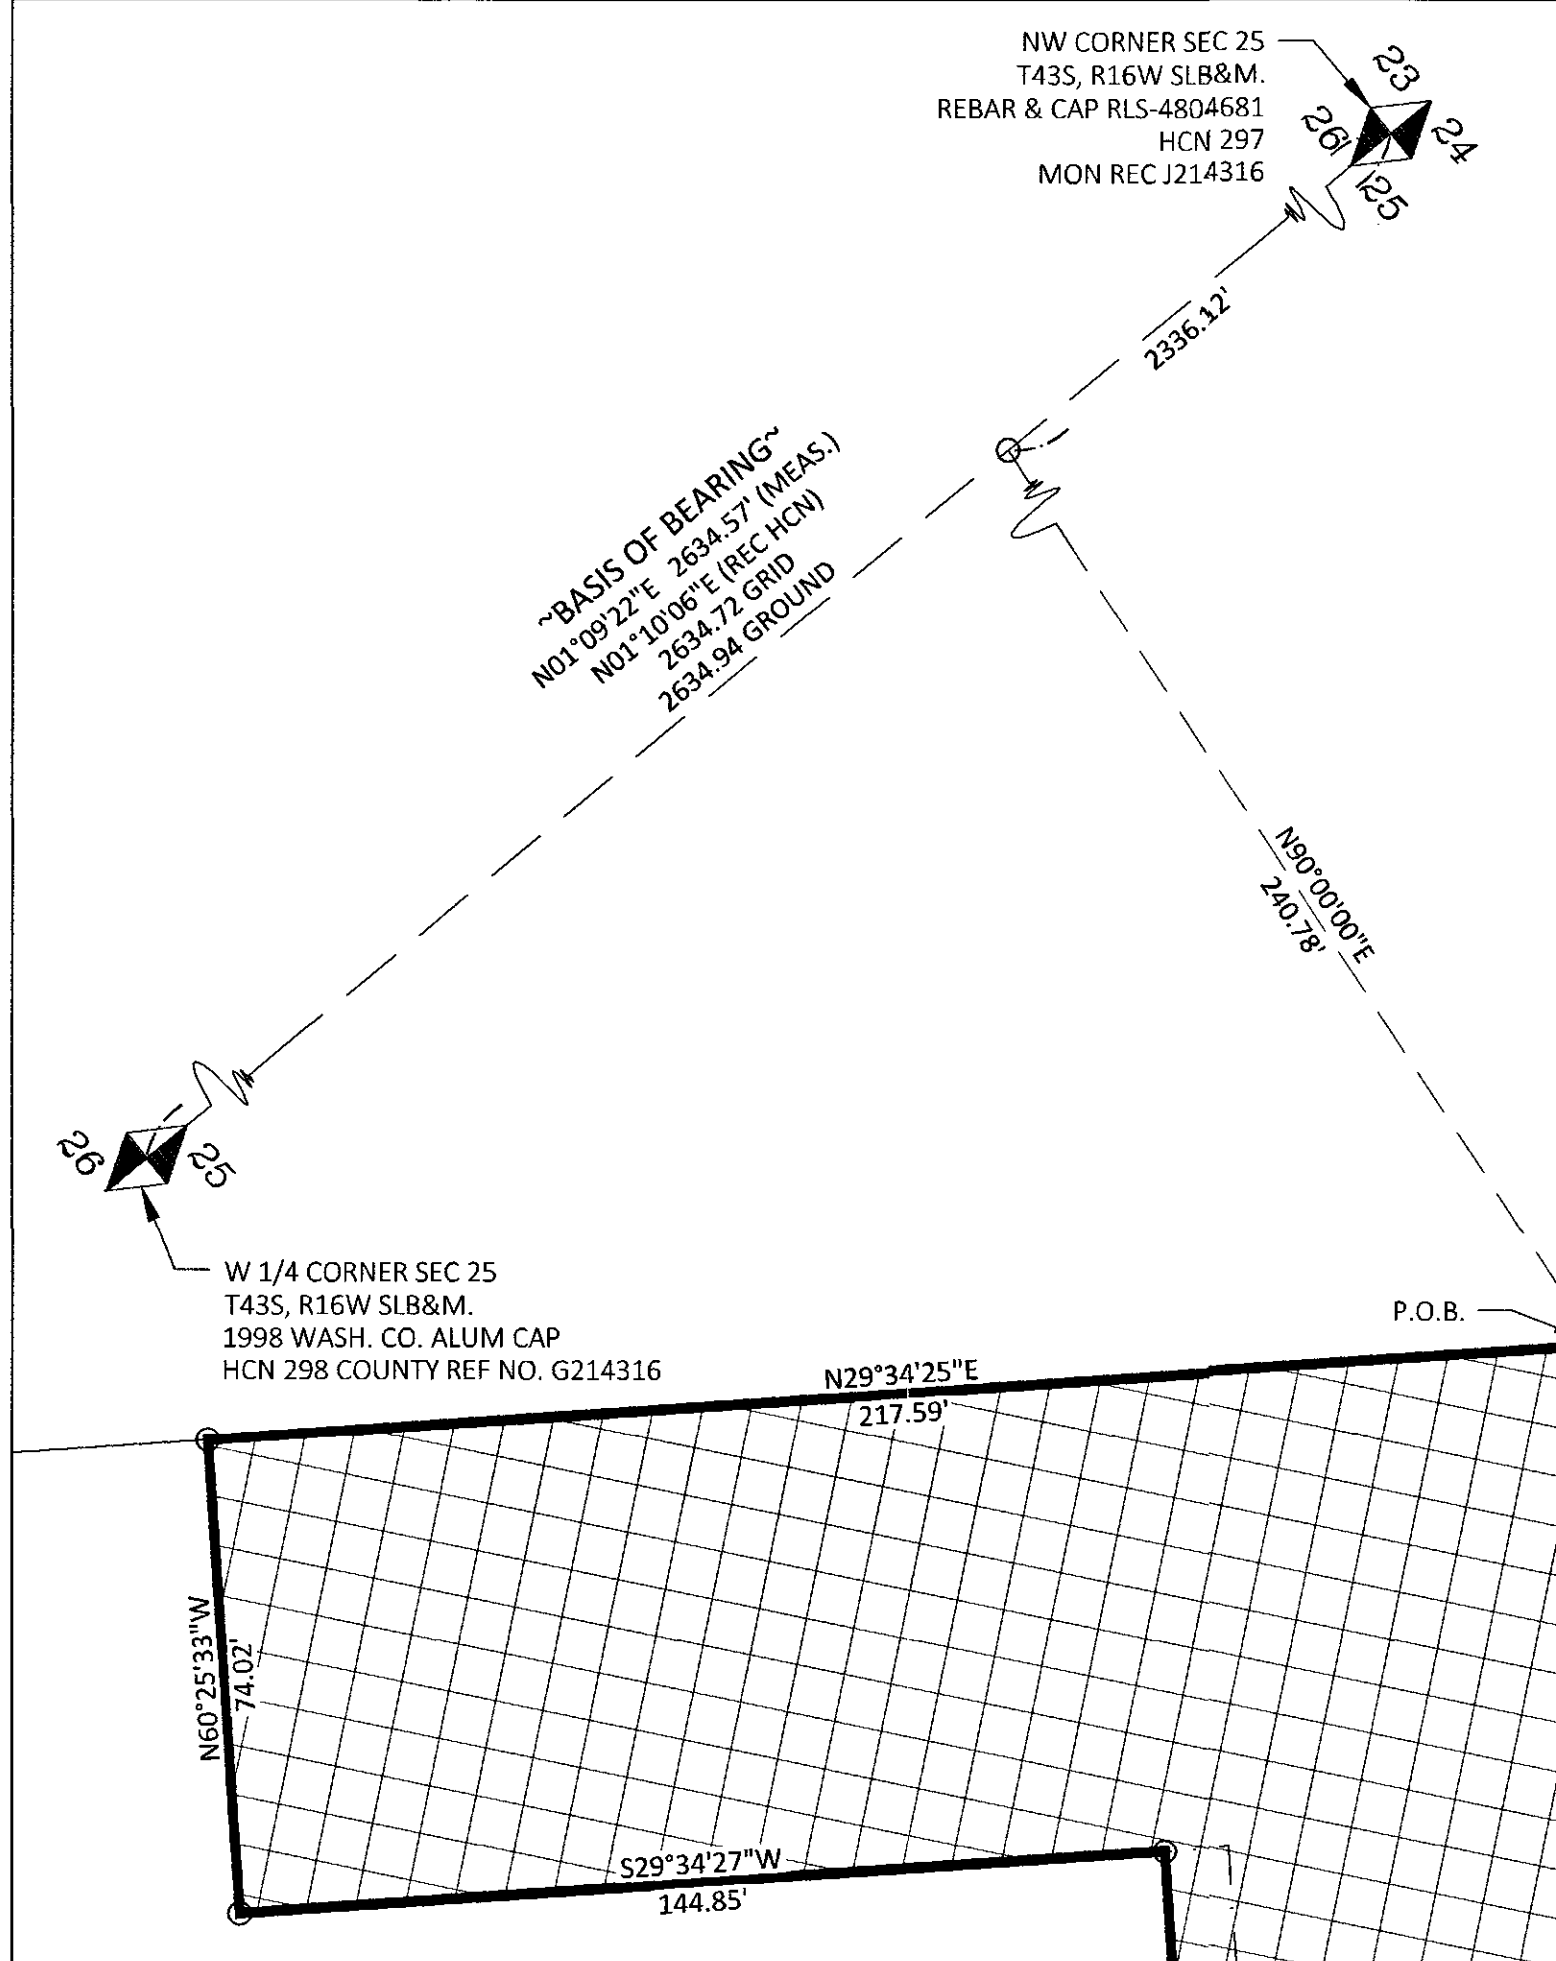 NW CORNER SEC 25
T43S, R16W SLB&M.
REBAR & CAP RLS-4804681
HCN 297
MON REC J214316
23
26
24
25
2336.12'
~BASIS OF BEARING~
N01°09'22"E 2634.57' (MEAS.)
N01°10'06"E (REC HCN)
2634.72 GRID
2634.94 GROUND
N90°00'00"E
240.78'
26
25
W 1/4 CORNER SEC 25
T43S, R16W SLB&M.
1998 WASH. CO. ALUM CAP
HCN 298 COUNTY REF NO. G214316
P.O.B.
N29°34'25"E
217.59'
N60°25'33"W
74.02'
S29°34'27"W
144.85'